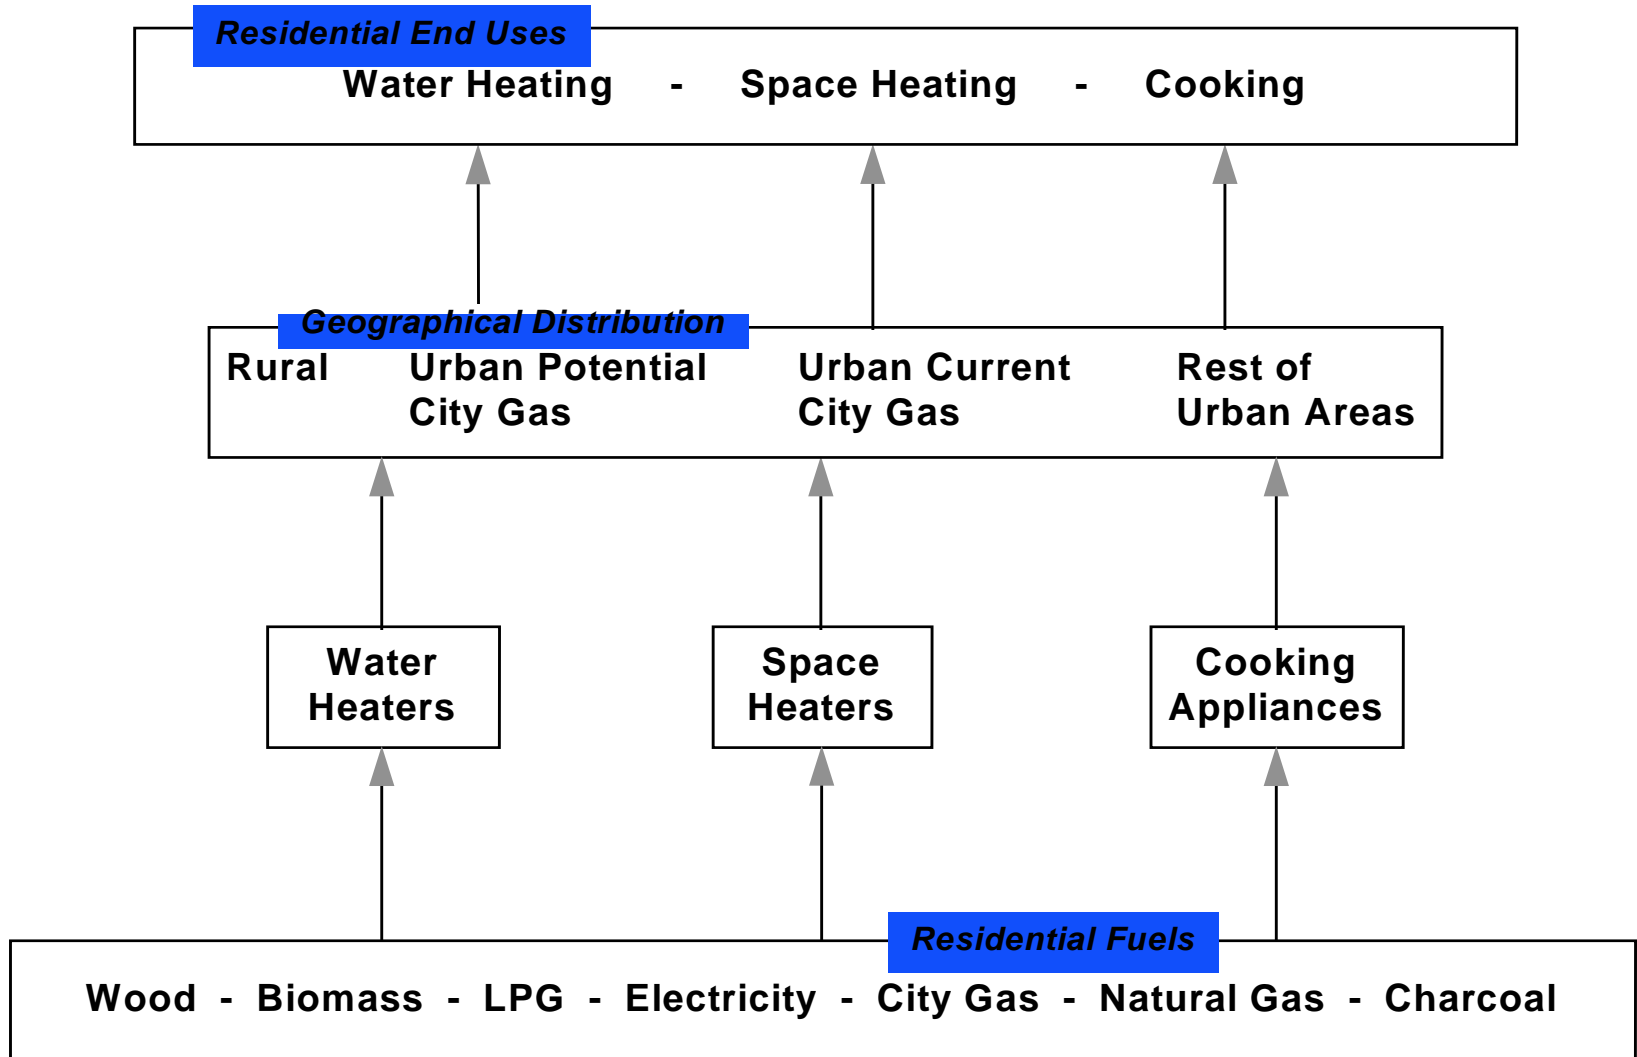 Residential End Uses
Water Heating - Space Heating - Cooking
Geographical Distribution
Rural
Urban Potential
City Gas
Urban Current
City Gas
Rest of
Urban Areas
Water
Heaters
Space
Heaters
Cooking
Appliances
Residential Fuels
Wood - Biomass - LPG - Electricity - City Gas - Natural Gas - Charcoal